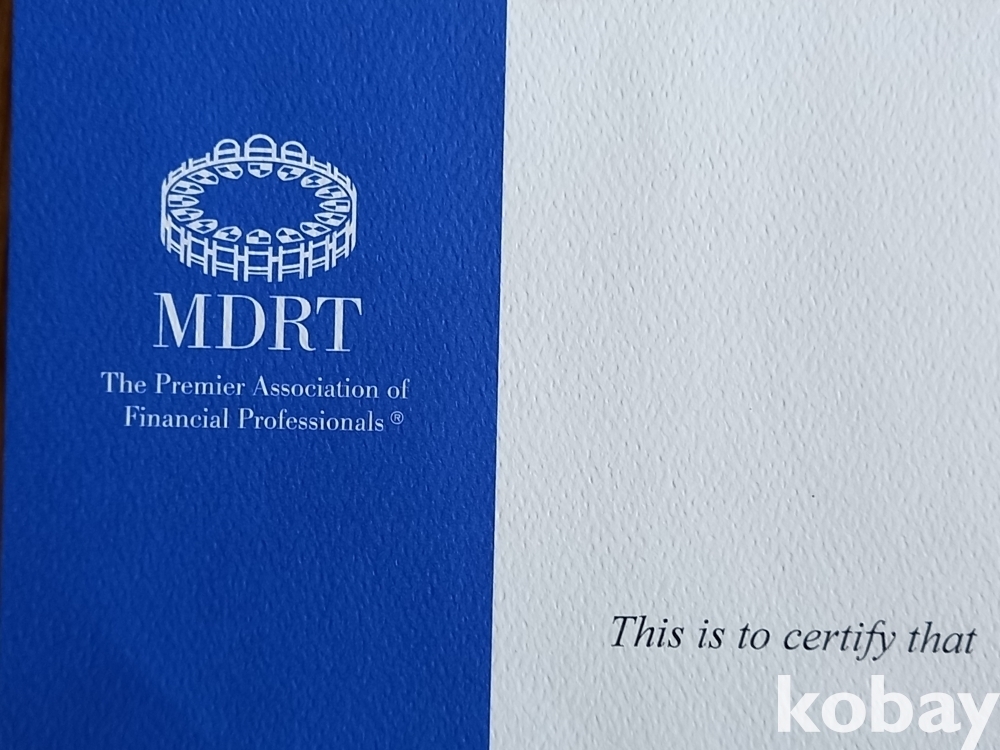 MDRT
The Premier Association of
Financial Professionals ®
This is to certify that
kobay